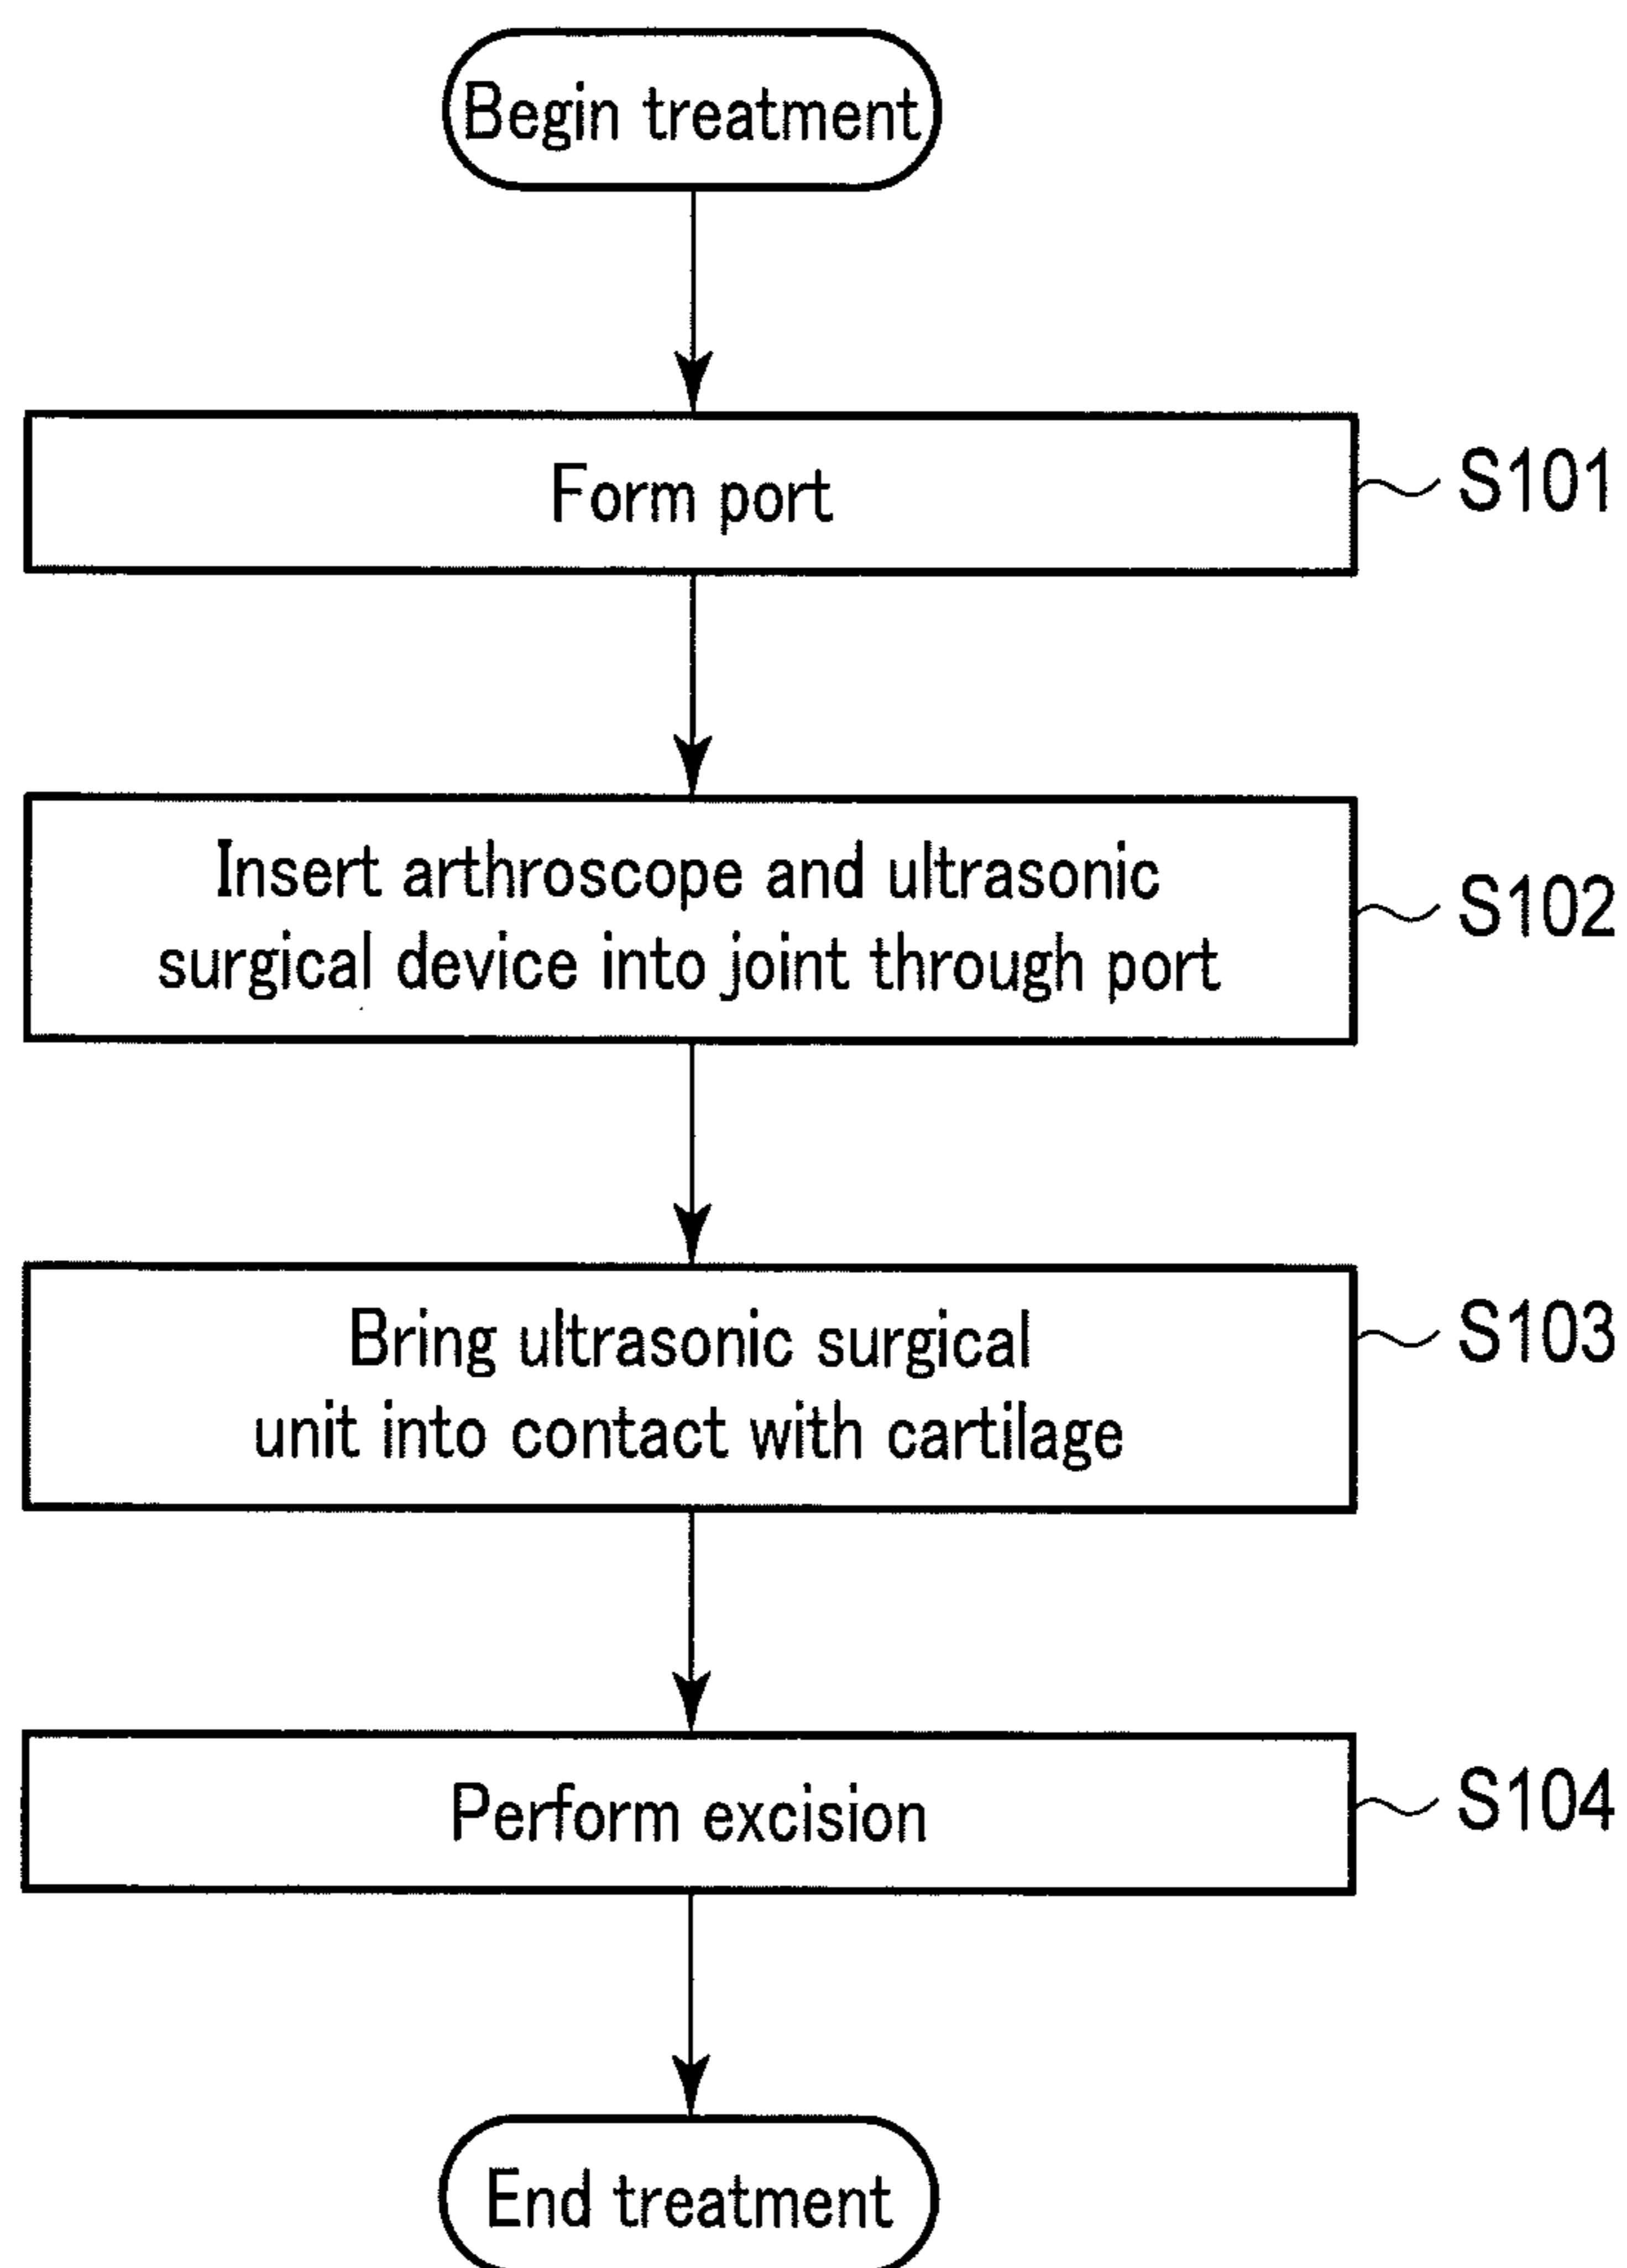 Begin treatment
Form port
S101
Insert arthroscope and ultrasonic
surgical device into joint through port
S102
Bring ultrasonic surgical
unit into contact with cartilage
S103
Perform excision
S104
End treatment